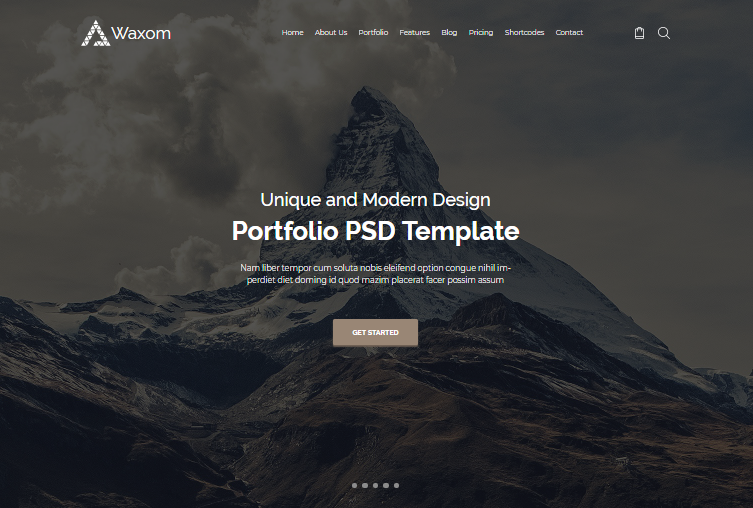 Waxom
Home About Us Portfolio Features Blog Pricing Shortcodes Contact
Unique and Modern Design
Portfolio PSD Template
Nam liber tempor cum soluta nobis eleifend option congue nihil im-
perdiet diet doming id quod mazim placerat facer possim assum
GET STARTED